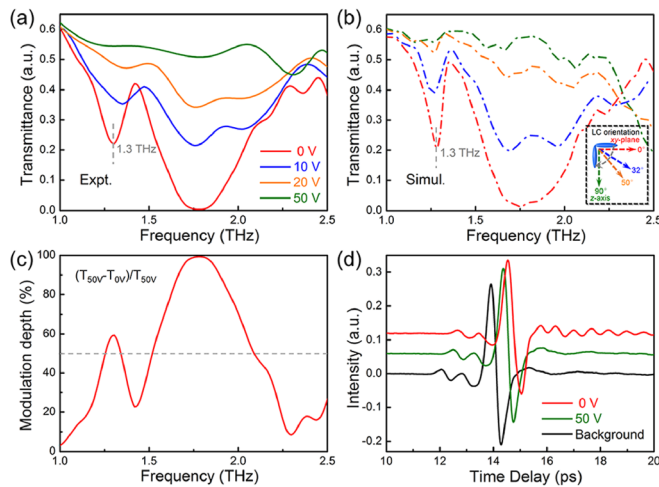 (a)
Transmittance (a.u.)
0.6
0.5
0.4
0.3
0.2
0.1
0.0
1.3 THz
Expt.
0 V
10 V
20 V
50 V
1.0 1.5 2.0 2.5
Frequency (THz)
(b)
Transmittance (a.u.)
0.6
0.5
0.4
0.3
0.2
0.1
0.0
1.3 THz
Simul.
LC orientation
xy-plane
0°
32°
50°
90°
z-axis
1.0 1.5 2.0 2.5
Frequency (THz)
(c)
(T50V-T0V)/T50V
Modulation depth (%)
100
80
60
40
20
0
1.0 1.5 2.0 2.5
Frequency (THz)
(d)
Intensity (a.u.)
0.3
0.2
0.1
0.0
-0.2
0 V
50 V
Background
10 12 14 16 18 20
Time Delay (ps)